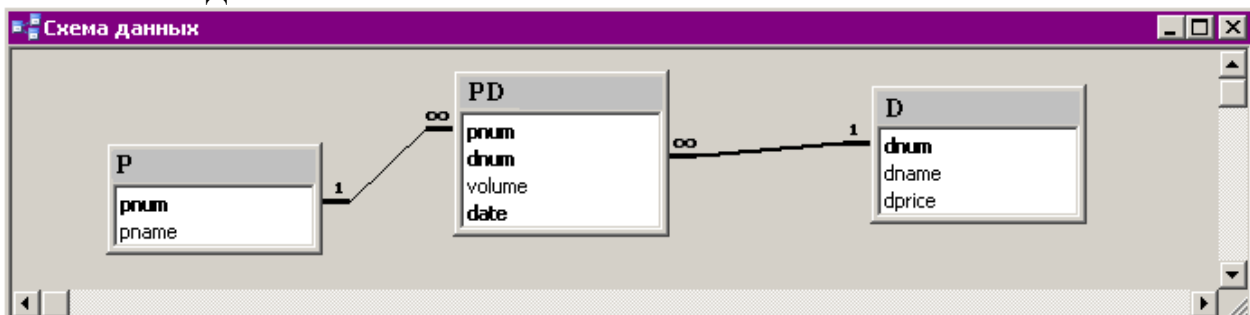 Схема данных
P
pnum
pname
1
∞
PD
pnum
dnum
volume
date
∞
1
D
dnum
dname
dprice